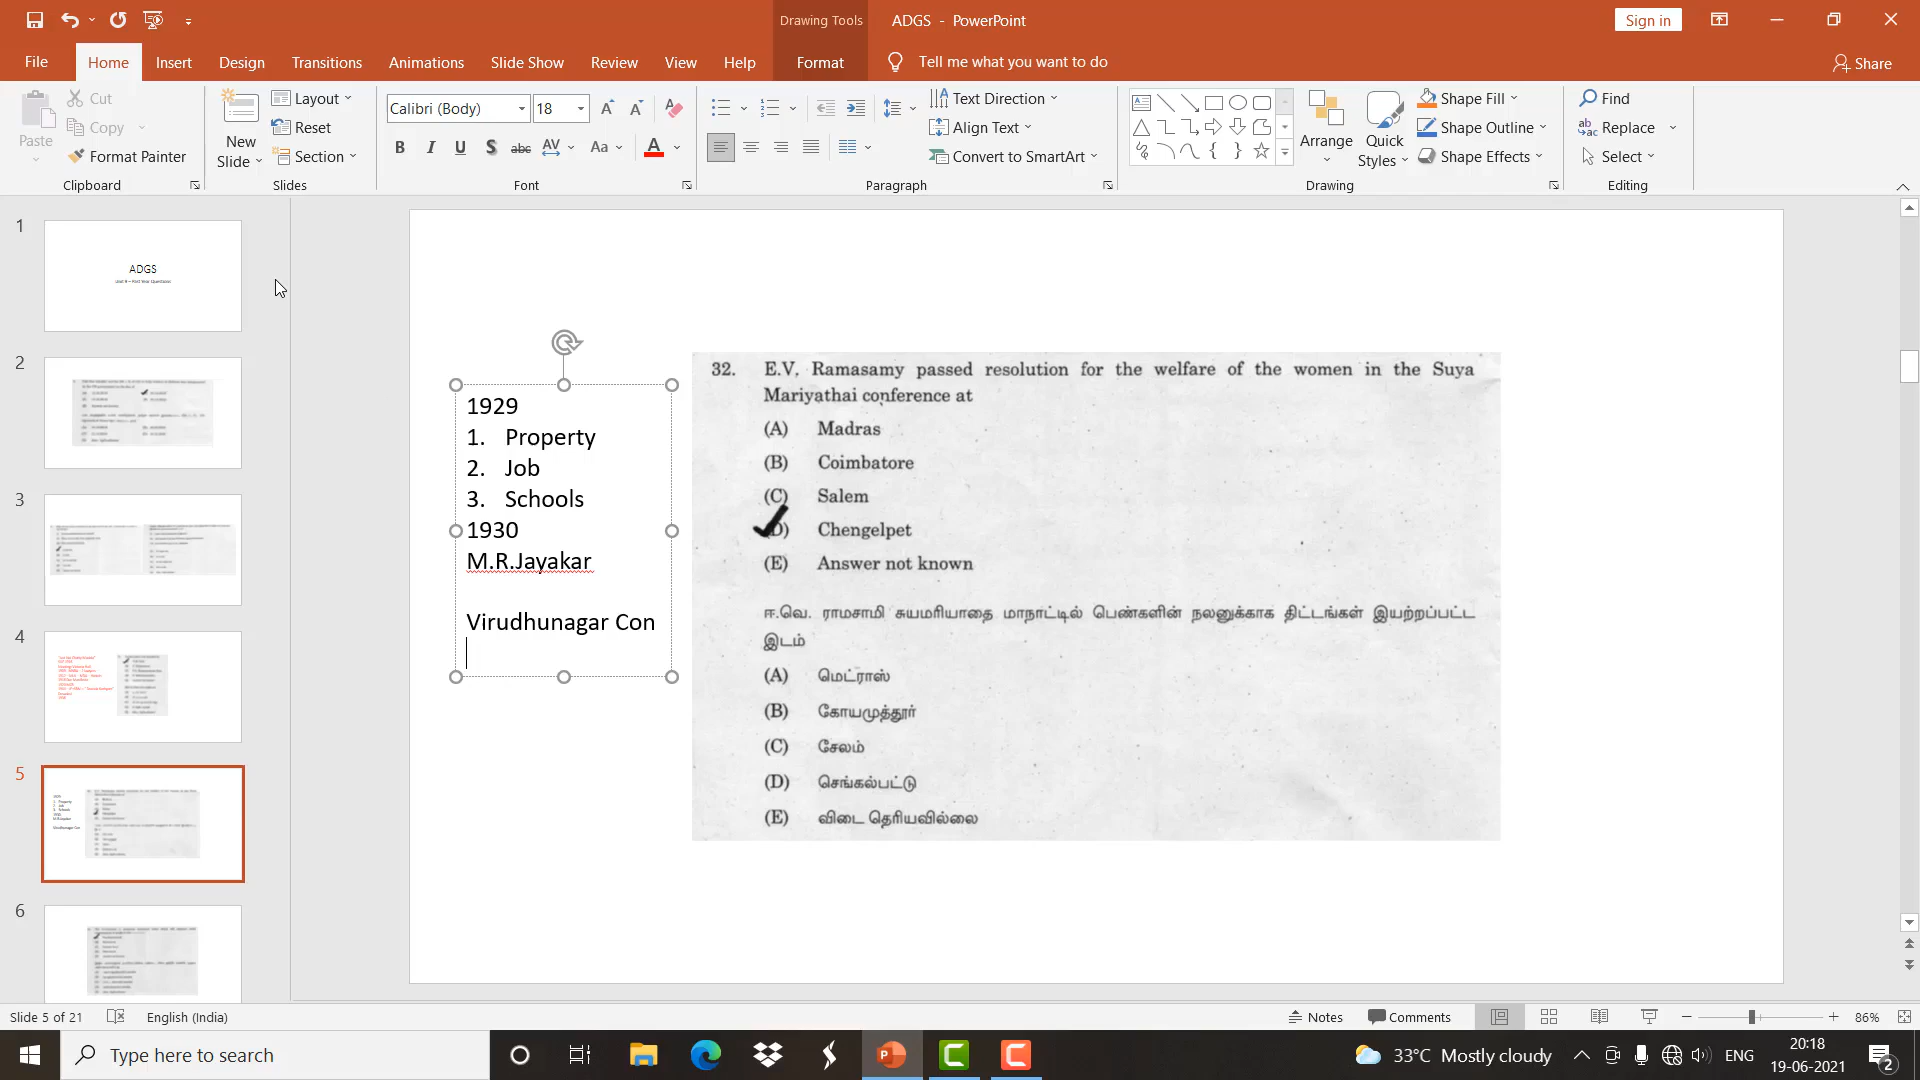 Drawing Tools
ADGS - PowerPoint
Sign in
File
Home
Insert
Design
Transitions
Animations
Slide Show
Review
View
Help
Format
Tell me what you want to do
Share
Paste
Cut
Copy
Format Painter
Clipboard
New Slide
Layout
Reset
Section
Slides
Calibri (Body)
18
Font
Text Direction
Align Text
Convert to SmartArt
Paragraph
Arrange
Quick Styles
Shape Fill
Shape Outline
Shape Effects
Drawing
Find
Replace
Select
Editing
1
ADGS
2
3
4
5
6
1929
1. Property
2. Job
3. Schools
1930
M.R.Jayakar
Virudhunagar Con
32. E.V. Ramasamy passed resolution for the welfare of the women in the Suya
Mariyathai conference at
(A) Madras
(B) Coimbatore
(C) Salem
(D) Chengelpet
(E) Answer not known
ஈ.வெ. ராமசாமி சுயமரியாதை மாநாட்டில் பெண்களின் நலனுக்காக திட்டங்கள் இயற்றப்பட்ட
இடம்
(A) மெட்ராஸ்
(B) கோயமுத்தூர்
(C) சேலம்
(D) செங்கல்பட்டு
(E) விடை தெரியவில்லை
Slide 5 of 21
English (India)
Notes
Comments
86%
Type here to search
33°C Mostly cloudy
ENG
20:18
19-06-2021
2